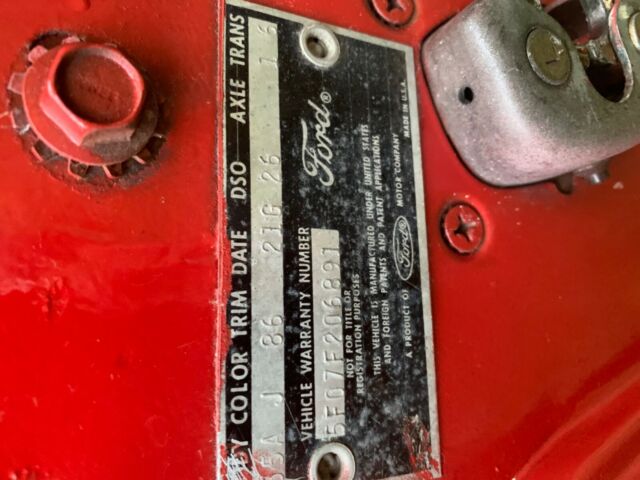 Y COLOR TRIM DATE DSO AXLE TRANS
65A J 86 21G 26 1 6
VEHICLE WARRANTY NUMBER
5F07F206891
Ford®
NOT FOR TITLE OR
REGISTRATION PURPOSES
THIS VEHICLE IS MANUFACTURED UNDER UNITED STATES
AND FOREIGN PATENTS AND PATENT APPLICATIONS
A PRODUCT OF Ford MOTOR COMPANY MADE IN U.S.A.